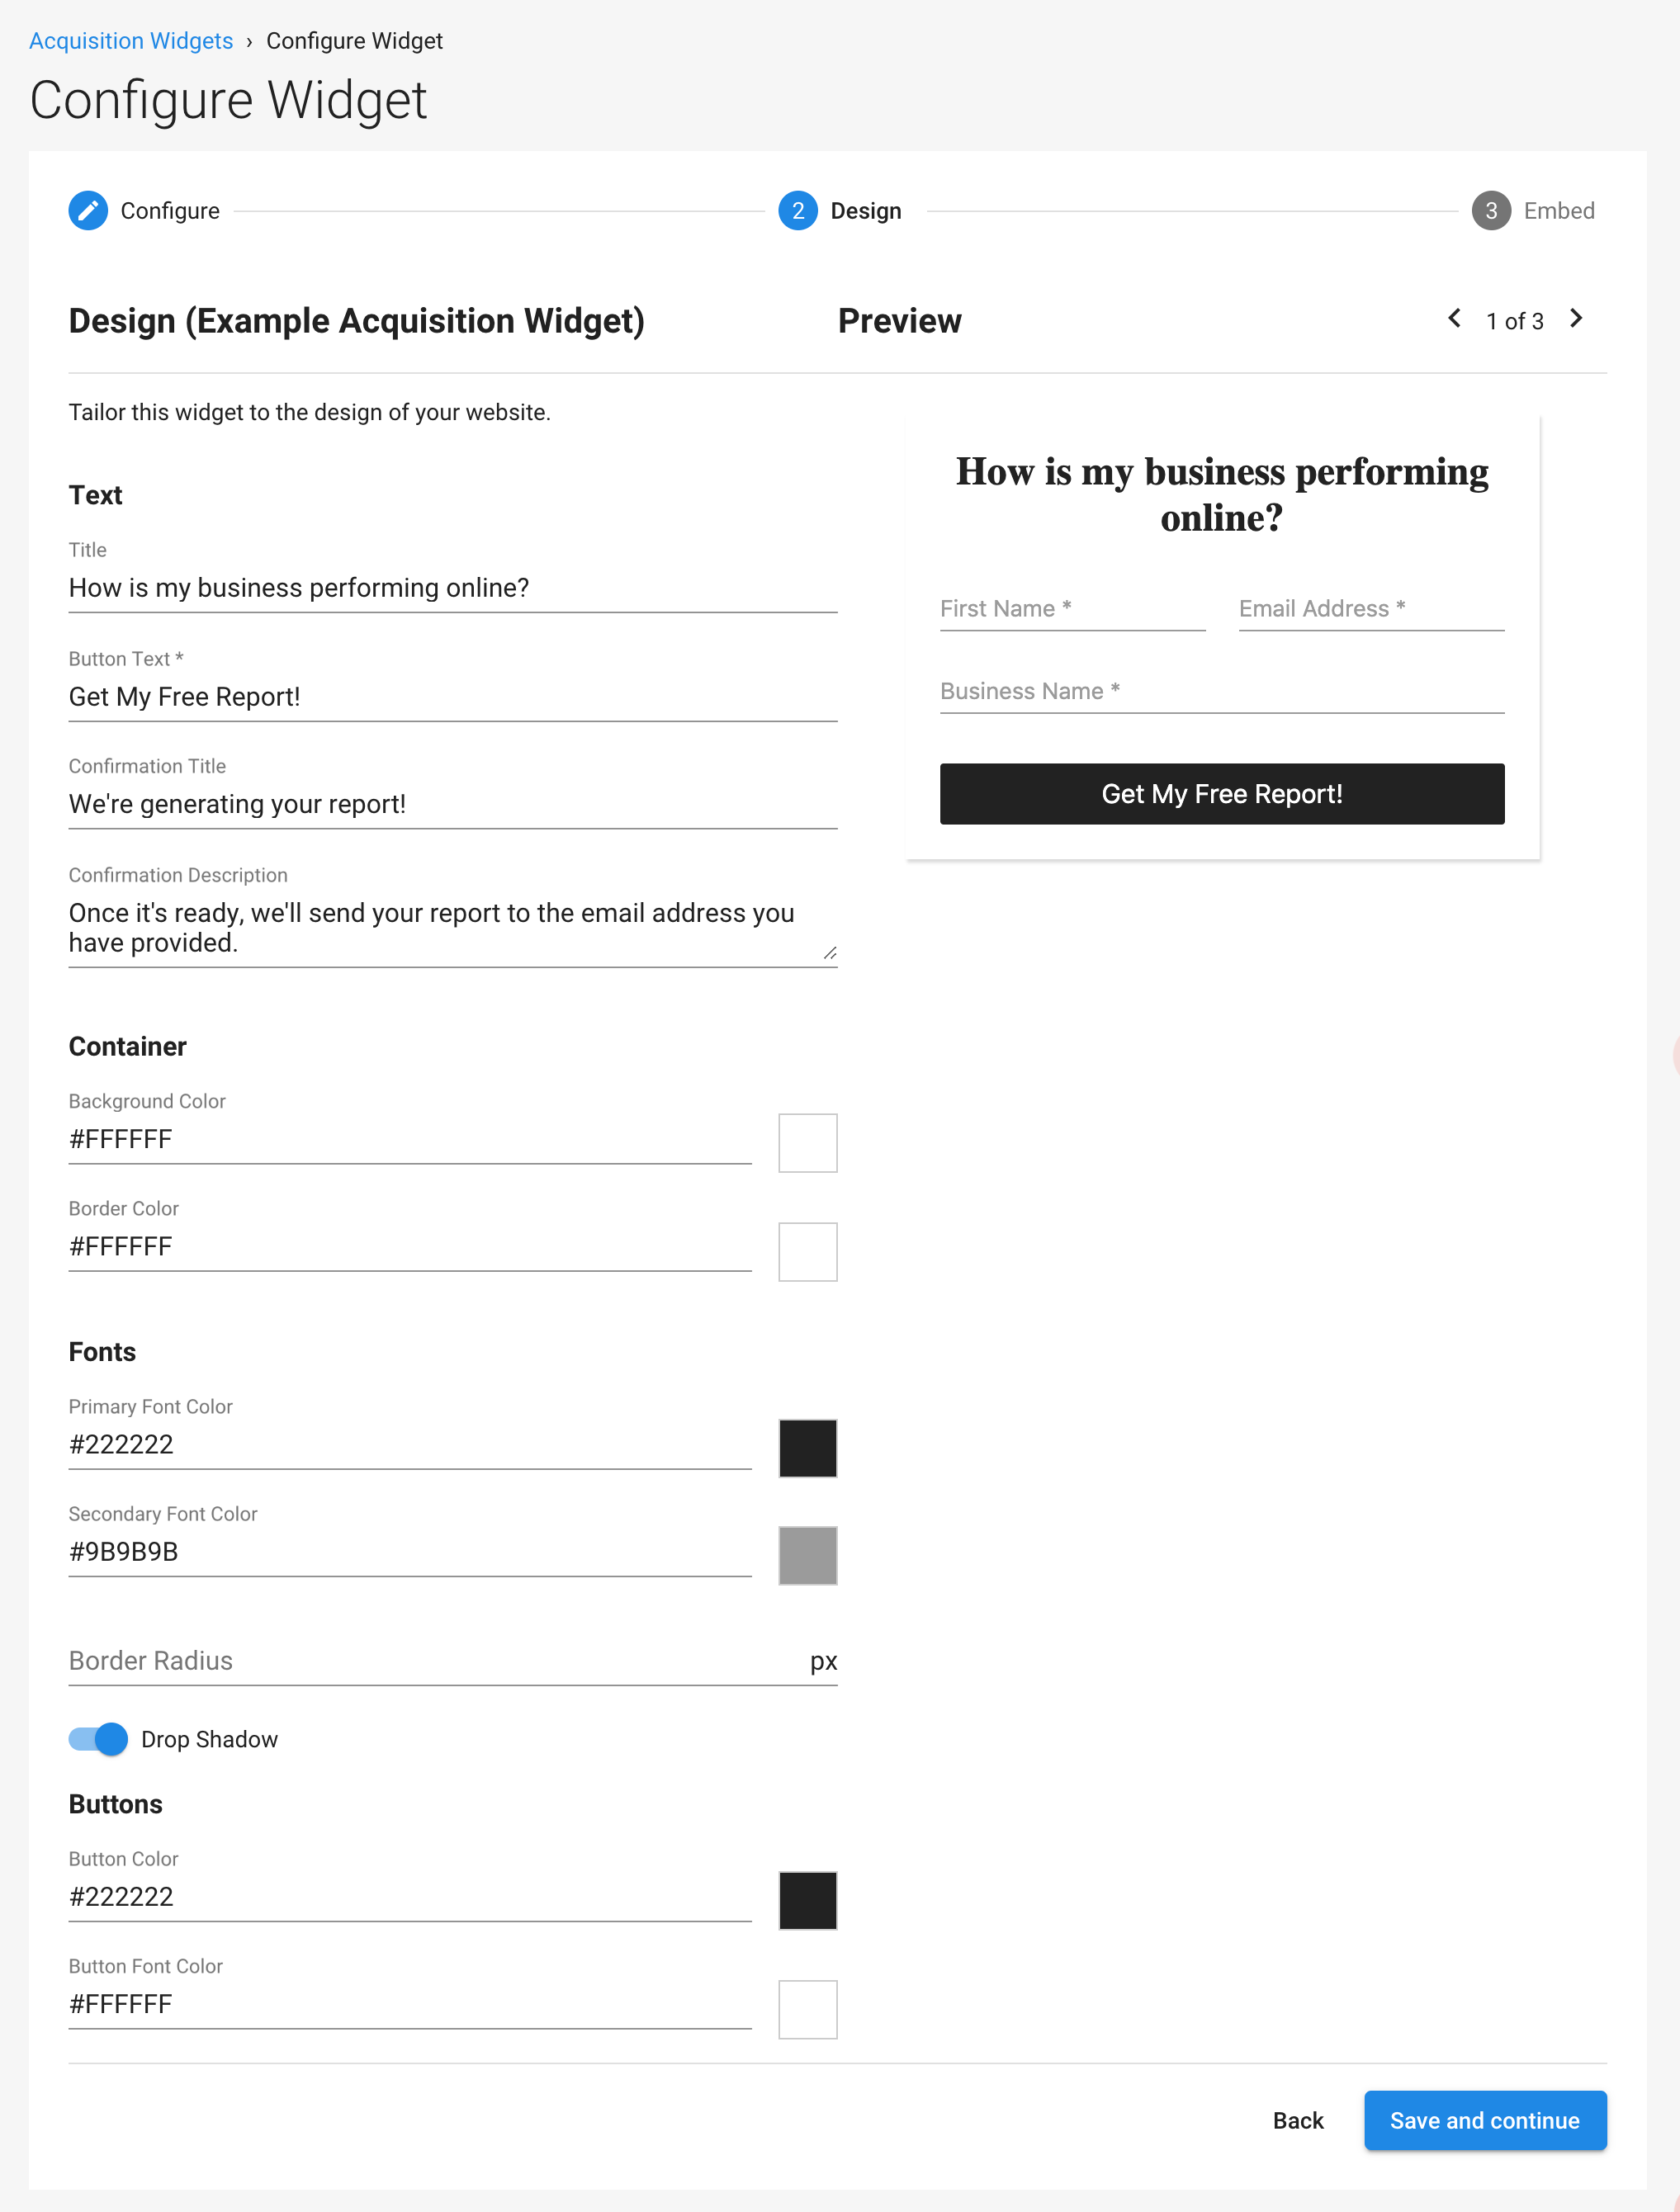 Acquisition Widgets › Configure Widget
Configure Widget
Configure
2 Design
3 Embed
Design (Example Acquisition Widget)
Preview
1 of 3
Tailor this widget to the design of your website.
Text
Title
How is my business performing online?
Button Text *
Get My Free Report!
Confirmation Title
We're generating your report!
Confirmation Description
Once it's ready, we'll send your report to the email address you
have provided.
Container
Background Color
#FFFFFF
Border Color
#FFFFFF
Fonts
Primary Font Color
#222222
Secondary Font Color
#9B9B9B
Border Radius px
Drop Shadow
Buttons
Button Color
#222222
Button Font Color
#FFFFFF
How is my business performing
online?
First Name * Email Address *
Business Name *
Get My Free Report!
Back Save and continue